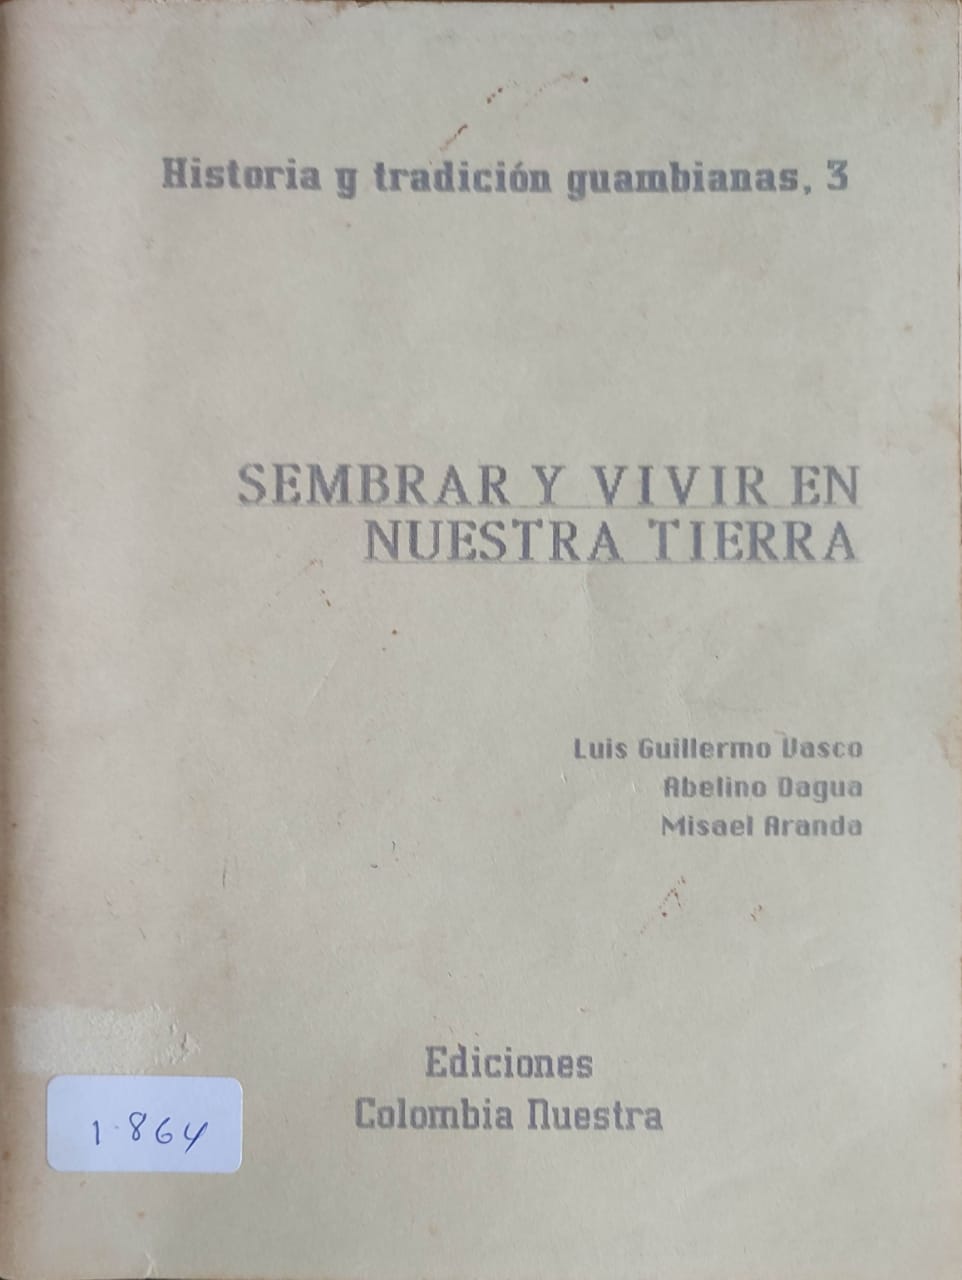 Historia y tradición guambianas, 3
SEMBRAR Y VIVIR EN
NUESTRA TIERRA
Luis Guillermo Vasco
Abelino Dagua
Misael Aranda
Ediciones
Colombia Nuestra
1.864